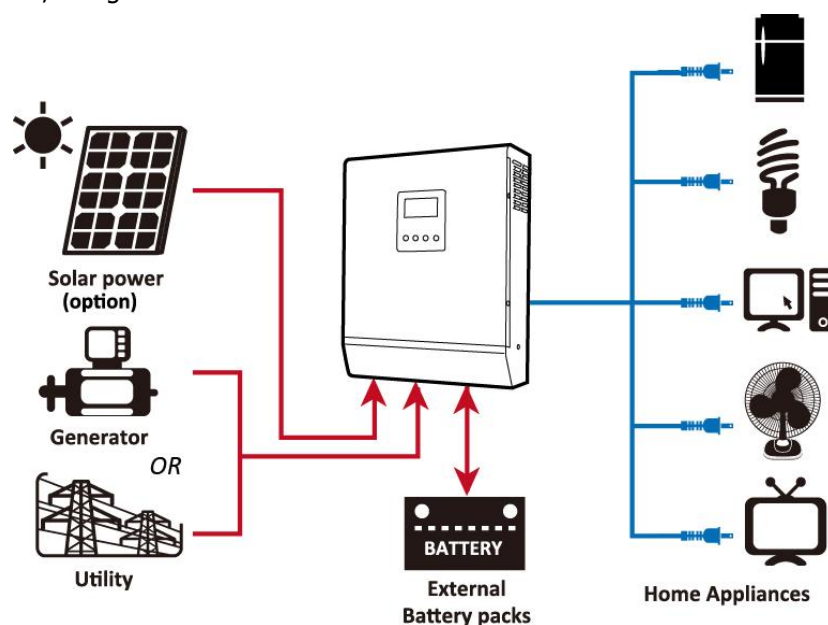 Solar power
(option)
Generator
OR
Utility
BATTERY
External
Battery packs
Home Appliances